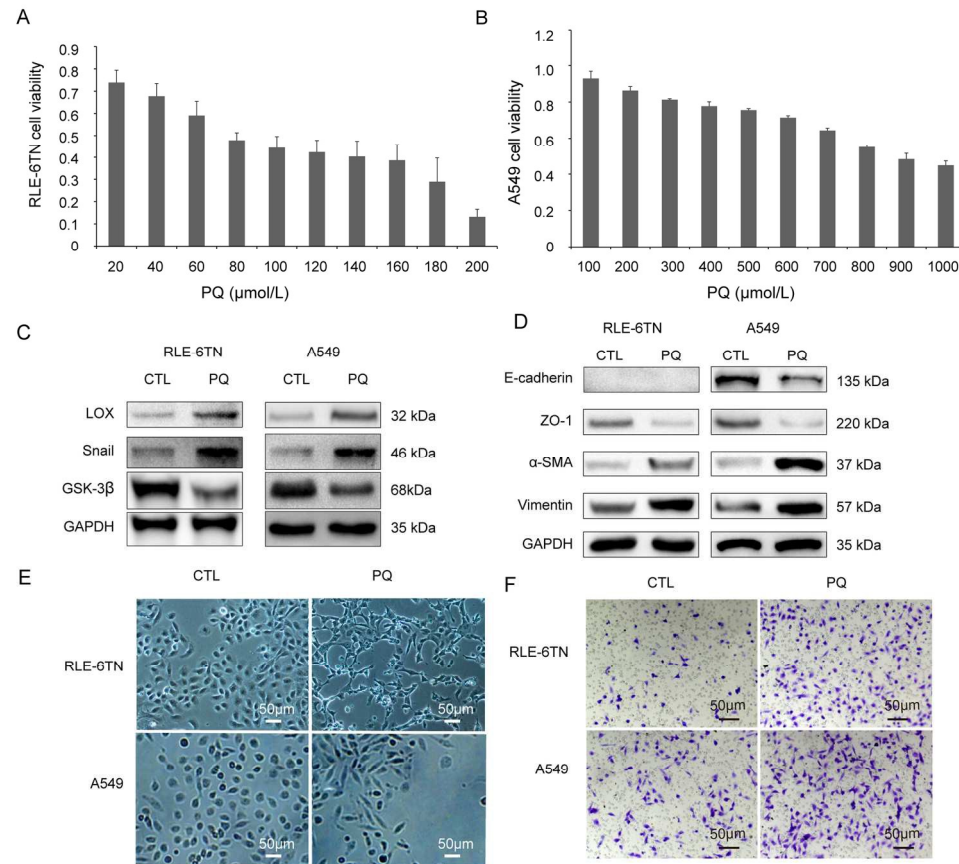 A
RLE-6TN cell viability
0.9
0.8
0.7
0.6
0.5
0.4
0.3
0.2
0.1
0
20 40 60 80 100 120 140 160 180 200
PQ (μmol/L)
B
A549 cell viability
1.2
1.0
0.8
0.6
0.4
0.2
0
100 200 300 400 500 600 700 800 900 1000
PQ (μmol/L)
C
RLE-6TN A549
CTL PQ CTL PQ
LOX 32 kDa
Snail 46 kDa
GSK-3β 68kDa
GAPDH 35 kDa
D
RLE-6TN A549
CTL PQ CTL PQ
E-cadherin 135 kDa
ZO-1 220 kDa
α-SMA 37 kDa
Vimentin 57 kDa
GAPDH 35 kDa
E
CTL PQ
RLE-6TN
50μm 50μm
A549
50μm 50μm
F
CTL PQ
RLE-6TN
50μm 50μm
A549
50μm 50μm